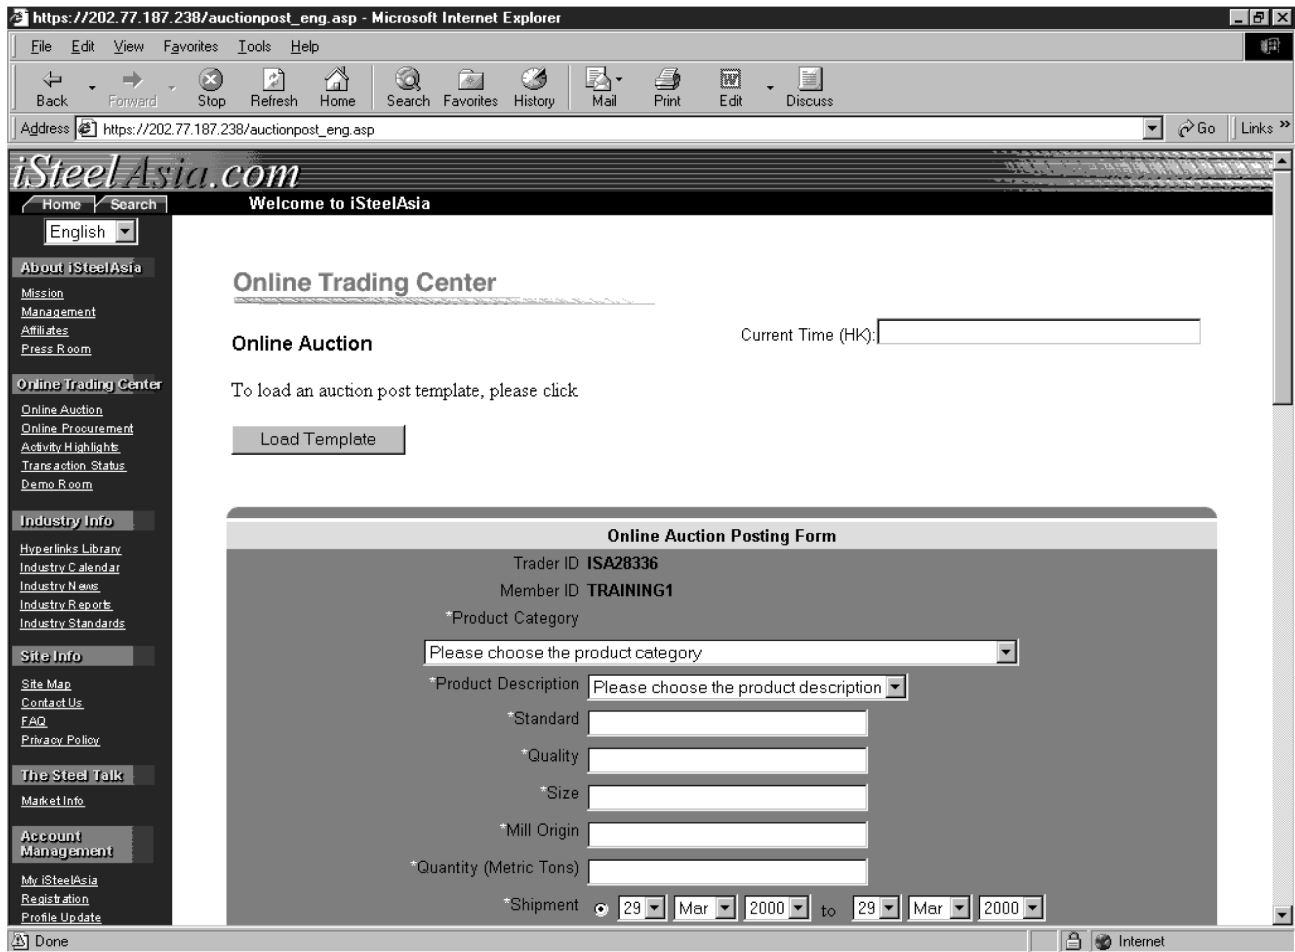 https://202.77.187.238/auctionpost_eng.asp - Microsoft Internet Explorer
File Edit View Favorites Tools Help
Back Forward Stop Refresh Home Search Favorites History Mail Print Edit Discuss
Address https://202.77.187.238/auctionpost_eng.asp Go Links »
iSteelAsia.com
Home Search Welcome to iSteelAsia
English
About iSteelAsia
Mission
Management
Affiliates
Press Room
Online Trading Center
Online Auction
Online Procurement
Activity Highlights
Transaction Status
Demo Room
Industry Info
Hyperlinks Library
Industry Calendar
Industry News
Industry Reports
Industry Standards
Site Info
Site Map
Contact Us
FAQ
Privacy Policy
The Steel Talk
Market Info
Account
Management
My iSteelAsia
Registration
Profile Update
Online Trading Center
Online Auction
Current Time (HK):
To load an auction post template, please click
Load Template
Online Auction Posting Form
Trader ID ISA28336
Member ID TRAINING1
*Product Category
Please choose the product category
*Product Description Please choose the product description
*Standard
*Quality
*Size
*Mill Origin
*Quantity (Metric Tons)
*Shipment 29 Mar 2000 to 29 Mar 2000
Done Internet